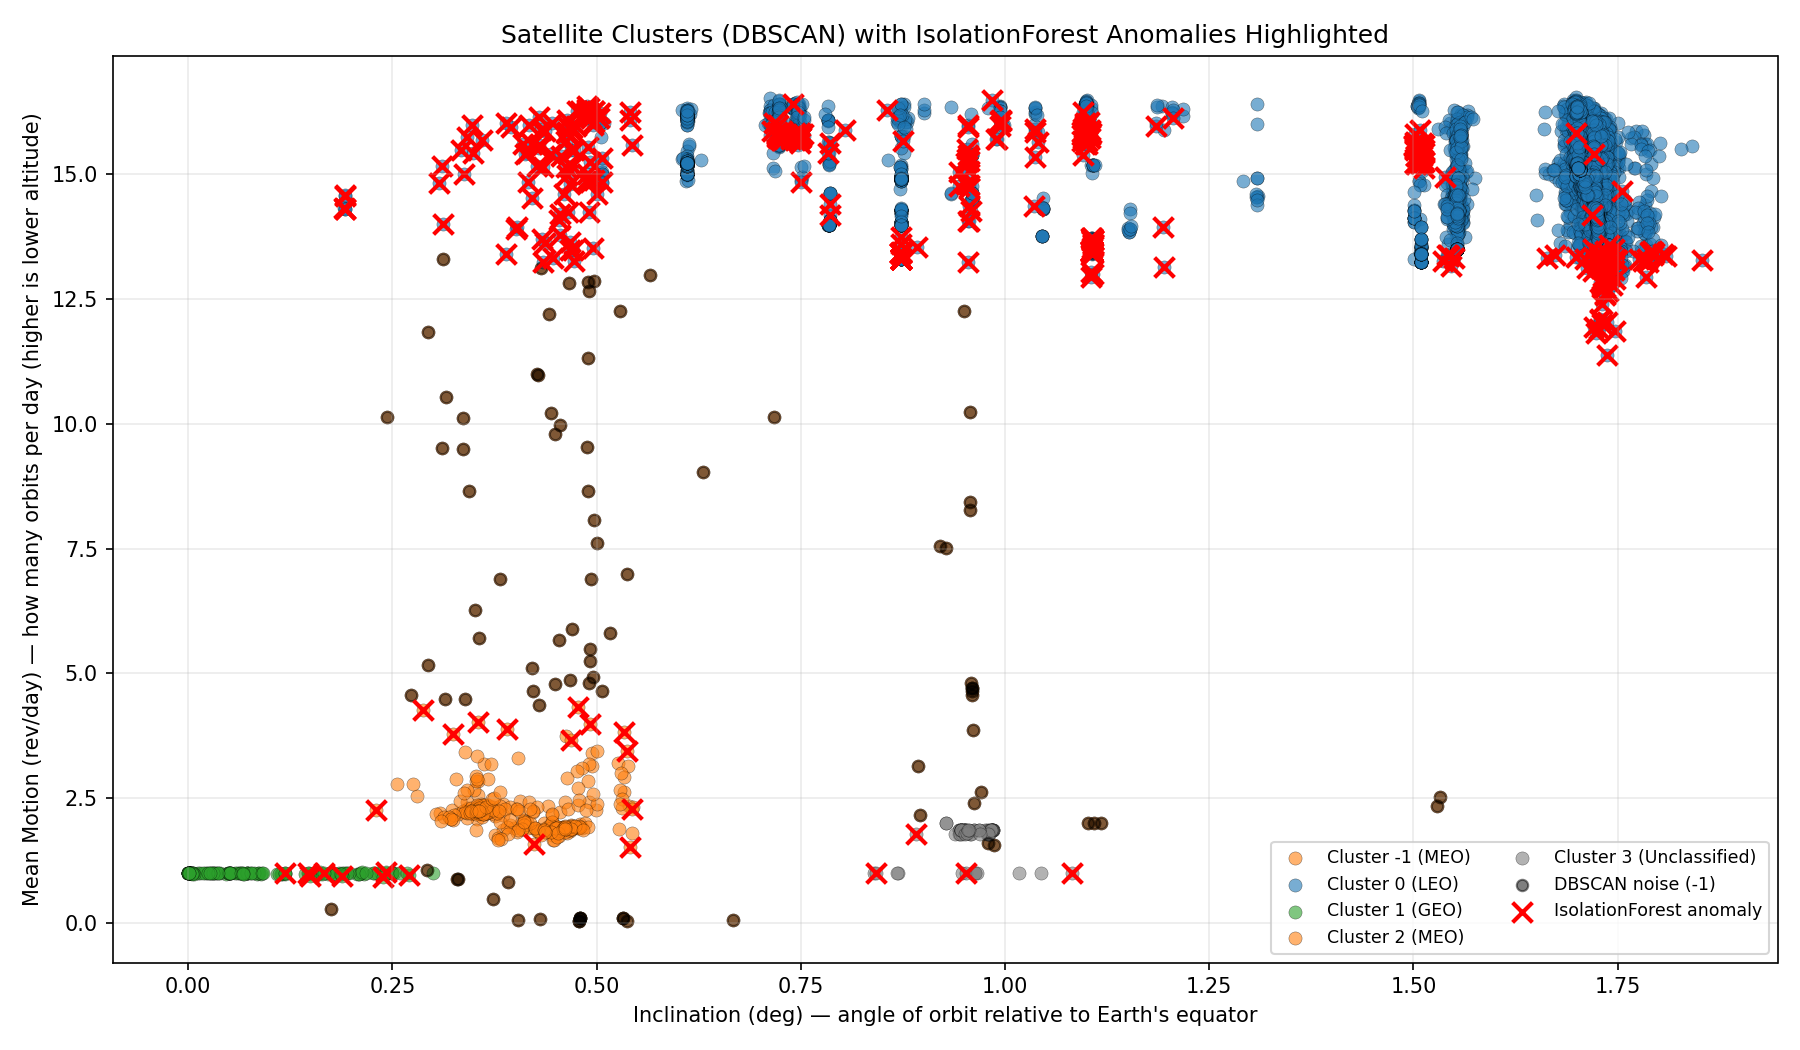 Satellite Clusters (DBSCAN) with IsolationForest Anomalies Highlighted
Mean Motion (rev/day) — how many orbits per day (higher is lower altitude)
15.0
12.5
10.0
7.5
5.0
2.5
0.0
Cluster -1 (MEO)
Cluster 0 (LEO)
Cluster 1 (GEO)
Cluster 2 (MEO)
Cluster 3 (Unclassified)
DBSCAN noise (-1)
IsolationForest anomaly
0.00 0.25 0.50 0.75 1.00 1.25 1.50 1.75
Inclination (deg) — angle of orbit relative to Earth's equator